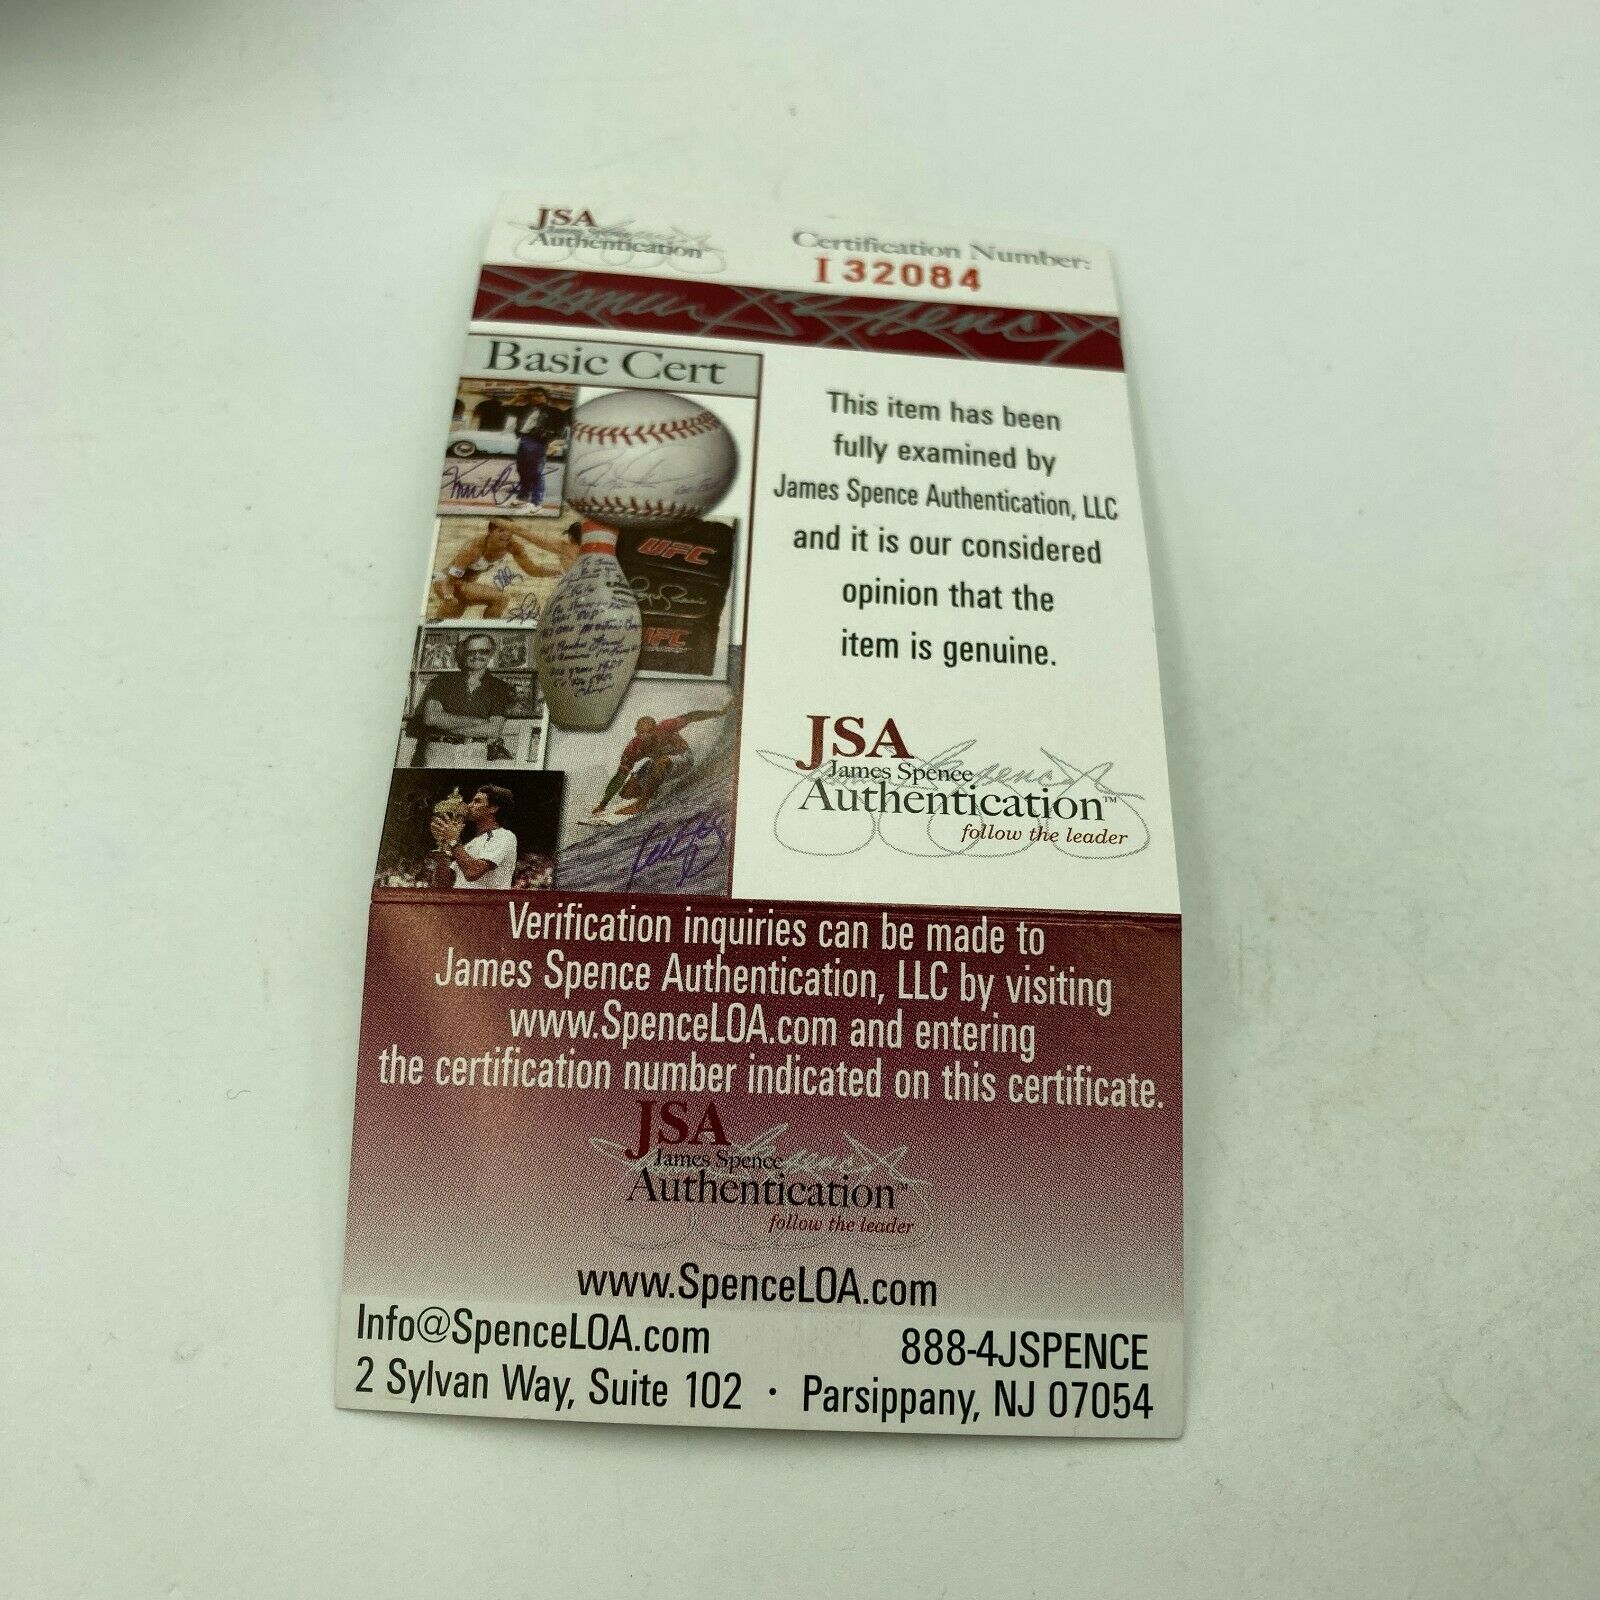 JSA
James Spence
Authentication
Certification Number:
I 32084
Basic Cert
This item has been
fully examined by
James Spence Authentication, LLC
and it is our considered
opinion that the
item is genuine.
UFC
UFC
JSA
James Spence
Authentication™
follow the leader
Verification inquiries can be made to
James Spence Authentication, LLC by visiting
www.SpenceLOA.com and entering
the certification number indicated on this certificate.
JSA
James Spence
Authentication™
follow the leader
www.SpenceLOA.com
Info@SpenceLOA.com
888-4JSPENCE
2 Sylvan Way, Suite 102 · Parsippany, NJ 07054